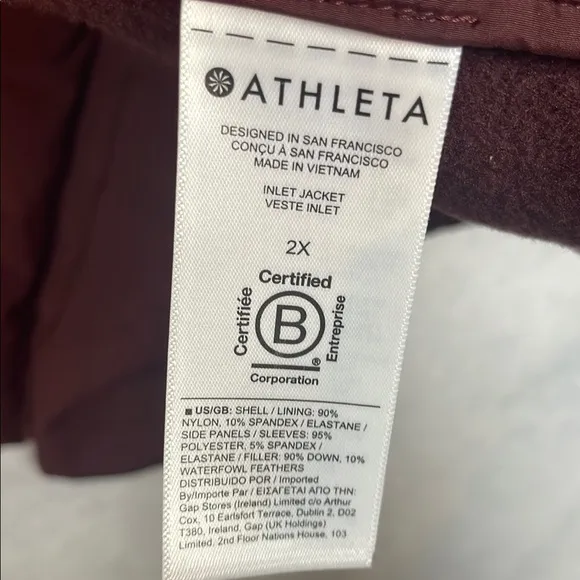 ATHLETA
DESIGNED IN SAN FRANCISCO
CONÇU À SAN FRANCISCO
MADE IN VIETNAM
INLET JACKET
VESTE INLET
2X
Certified
Certifiée
B
Entreprise
®
Corporation
■ US/GB: SHELL / LINING: 90%
NYLON, 10% SPANDEX / ELASTANE /
SIDE PANELS / SLEEVES: 95%
POLYESTER, 5% SPANDEX /
ELASTANE / FILLER: 90% DOWN, 10%
WATERFOWL FEATHERS
DISTRIBUIDO POR / Imported
By/Importe Par / ΕΙΣΑΓΕΤΑΙ ΑΠΟ ΤΗΝ:
Gap Stores (Ireland) Limited c/o Arthur
Cox, 10 Earlsfort Terrace, Dublin 2, D02
T380, Ireland, Gap (UK Holdings)
Limited, 2nd Floor Nations House, 103